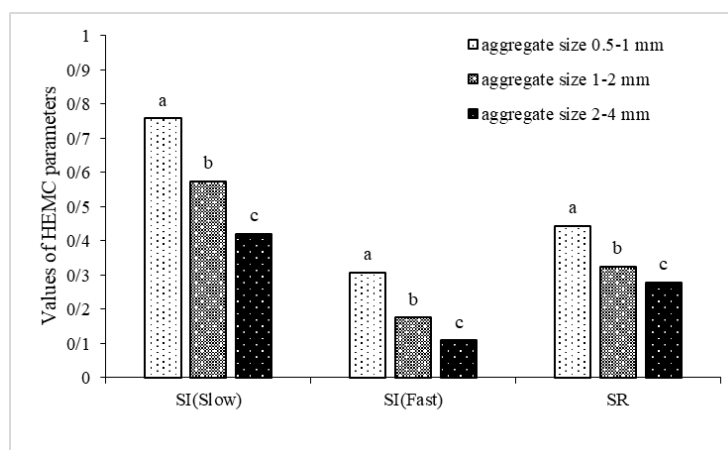 Values of HEMC parameters
1
0/9
0/8
0/7
0/6
0/5
0/4
0/3
0/2
0/1
0
aggregate size 0.5-1 mm
aggregate size 1-2 mm
aggregate size 2-4 mm
a
b
c
a
b
c
a
b
c
SI(Slow)
SI(Fast)
SR